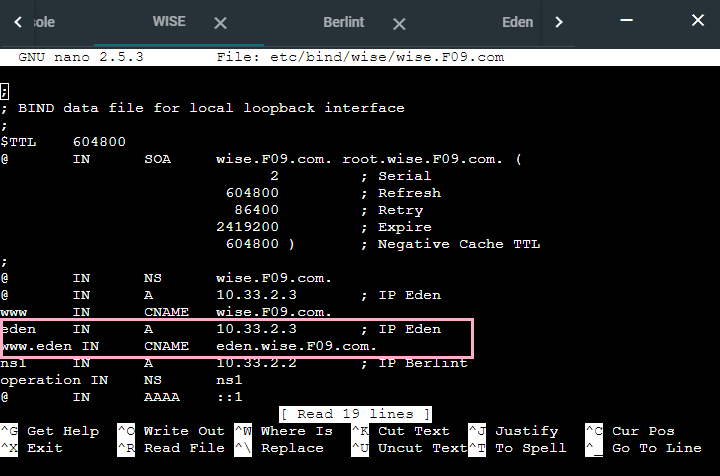 ole WISE Berlint Eden
GNU nano 2.5.3 File: etc/bind/wise/wise.F09.com
;
; BIND data file for local loopback interface
;
$TTL 604800
@ IN SOA wise.F09.com. root.wise.F09.com. (
2 ; Serial
604800 ; Refresh
86400 ; Retry
2419200 ; Expire
604800 ) ; Negative Cache TTL
;
@ IN NS wise.F09.com.
@ IN A 10.33.2.3 ; IP Eden
www IN CNAME wise.F09.com.
eden IN A 10.33.2.3 ; IP Eden
www.eden IN CNAME eden.wise.F09.com.
ns1 IN A 10.33.2.2 ; IP Berlint
operation IN NS ns1
@ IN AAAA ::1
[ Read 19 lines ]
^G Get Help ^O Write Out ^W Where Is ^K Cut Text ^J Justify ^C Cur Pos
^X Exit ^R Read File ^\ Replace ^U Uncut Text ^T To Spell ^_ Go To Line